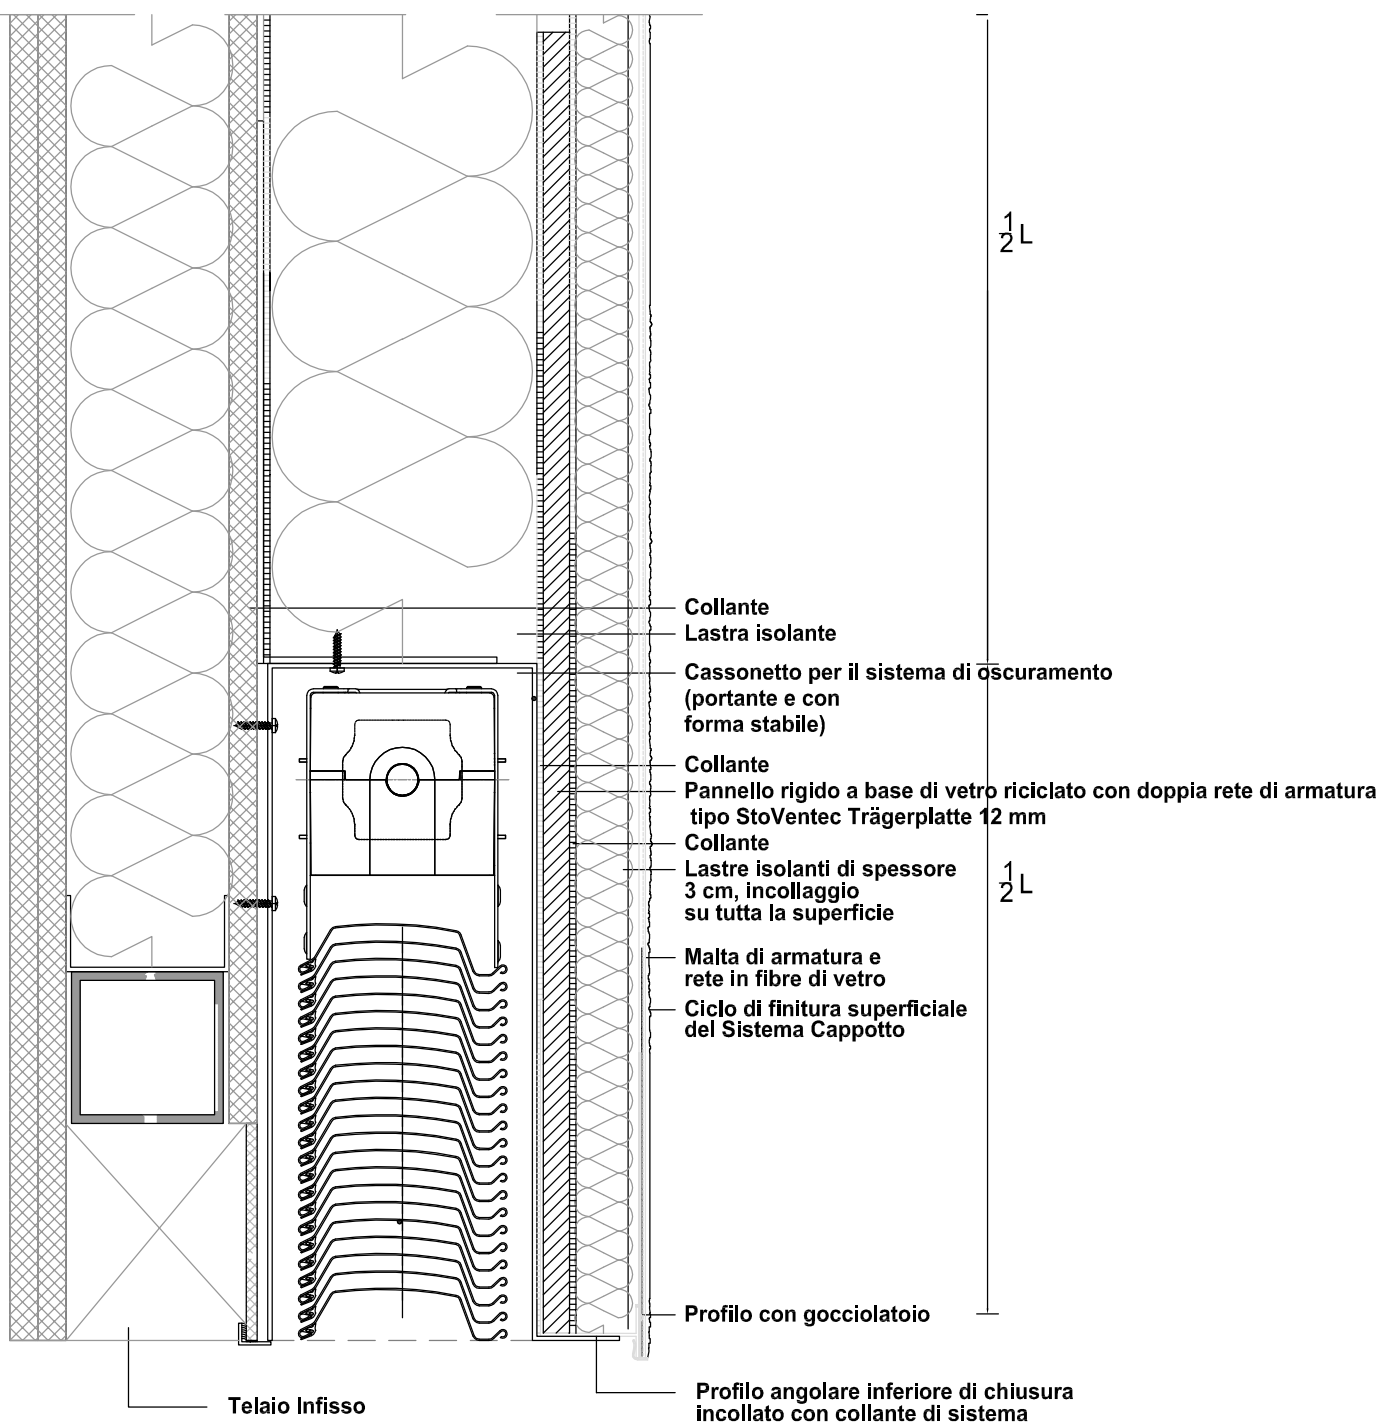 1/2 L
Collante
Lastra isolante
Cassonetto per il sistema di oscuramento
(portante e con
forma stabile)
Collante
Pannello rigido a base di vetro riciclato con doppia rete di armatura
tipo StoVentec Trägerplatte 12 mm
Collante
Lastre isolanti di spessore
3 cm, incollaggio
su tutta la superficie
1/2 L
Malta di armatura e
rete in fibre di vetro
Ciclo di finitura superficiale
del Sistema Cappotto
Profilo con gocciolatoio
Telaio Infisso
Profilo angolare inferiore di chiusura
incollato con collante di sistema